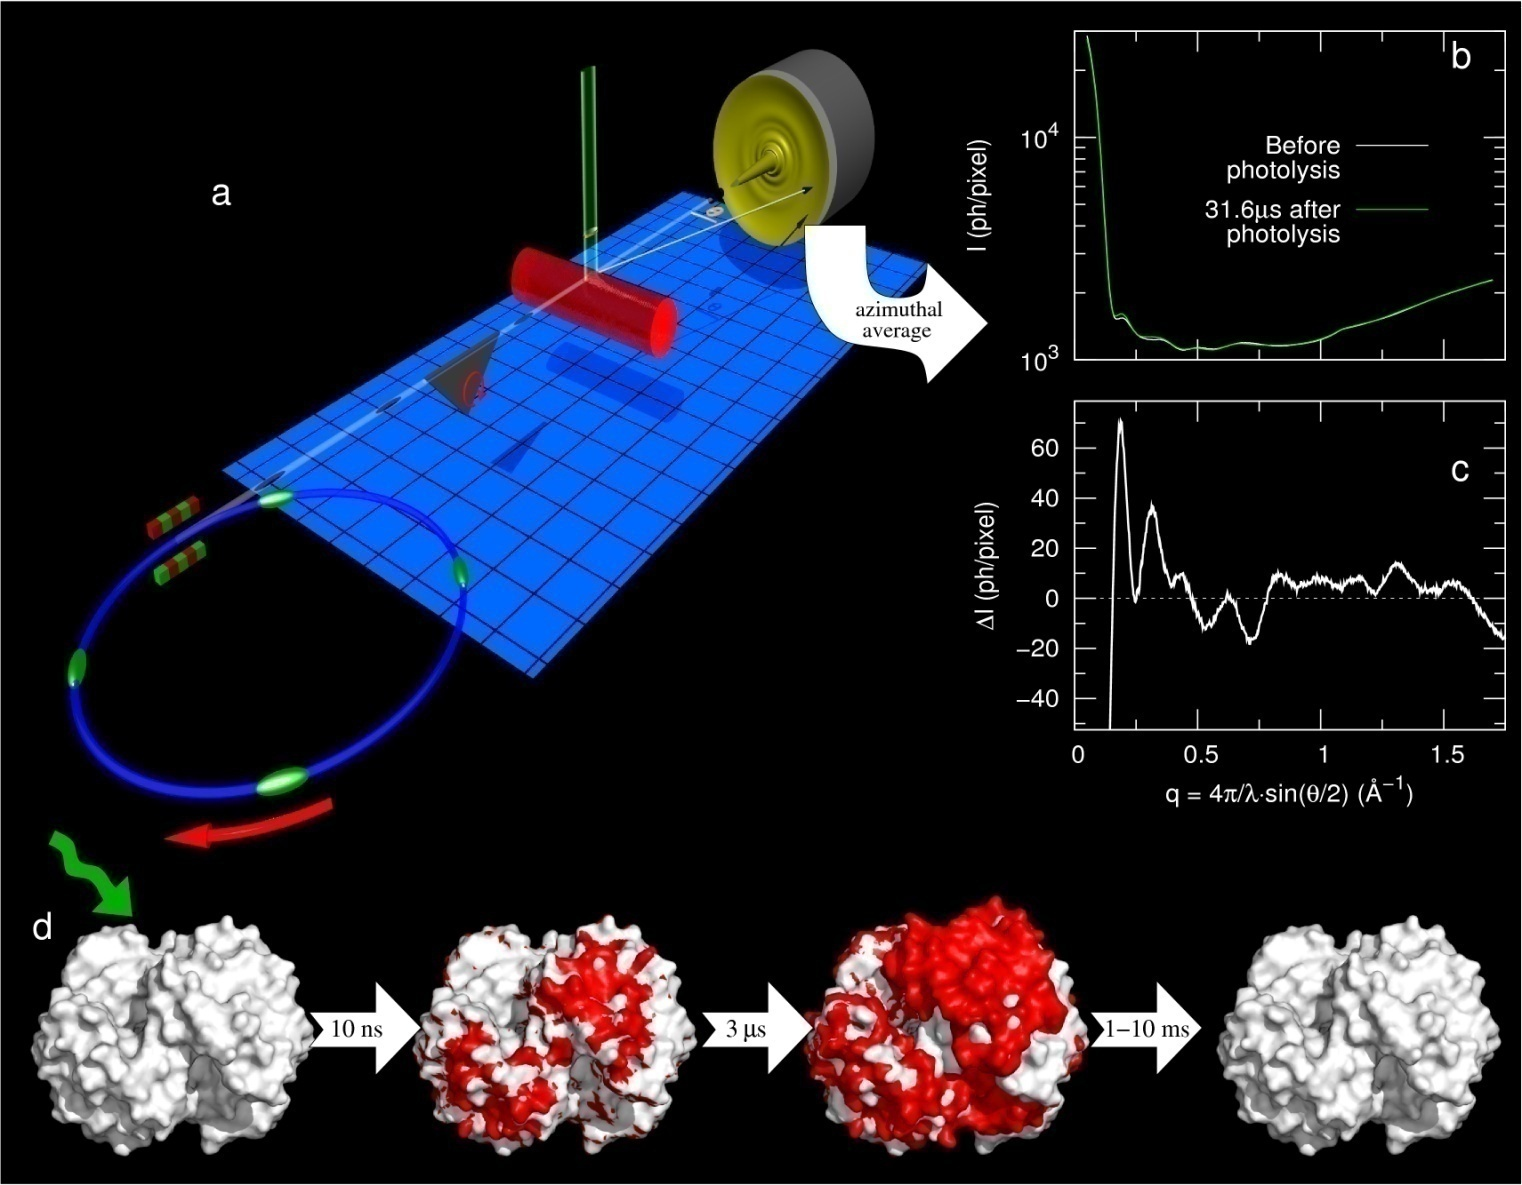 a
θ
azimuthal
average
b
I (ph/pixel)
10⁴
10³
Before
photolysis
31.6μs after
photolysis
c
ΔI (ph/pixel)
60
40
20
0
−20
−40
0 0.5 1 1.5
q = 4π/λ·sin(θ/2) (Å⁻¹)
d
10 ns
3 μs
1−10 ms